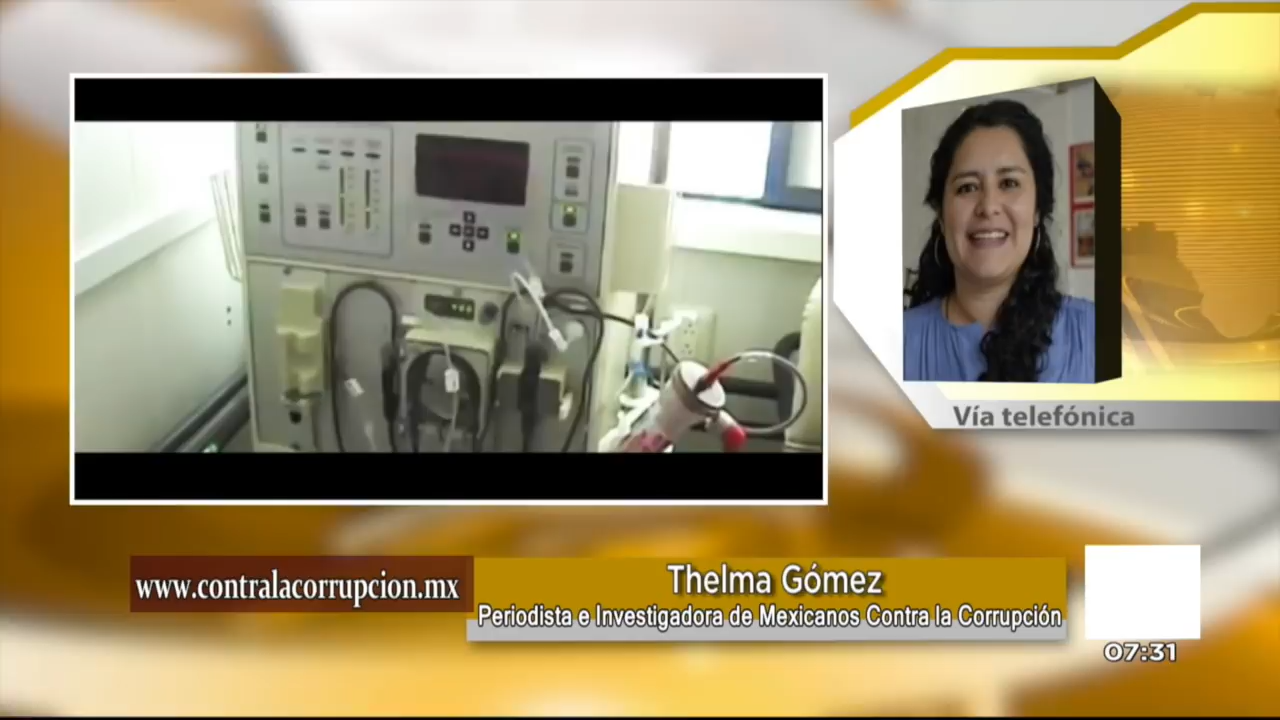 Vía telefónica
www.contralacorrupcion.mx
Thelma Gómez
Periodista e Investigadora de Mexicanos Contra la Corrupción
07:31